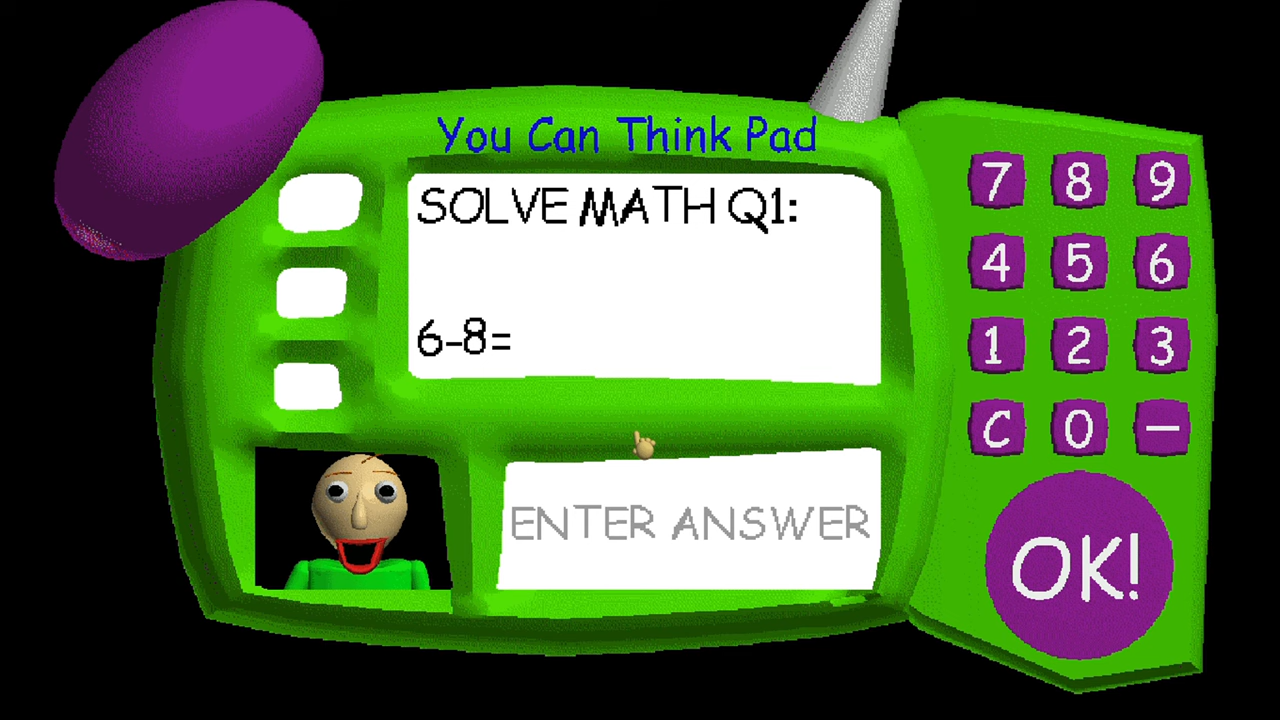 You Can Think Pad
SOLVE MATH Q1:
6-8=
ENTER ANSWER
7 8 9
4 5 6
1 2 3
C 0 −
OK!